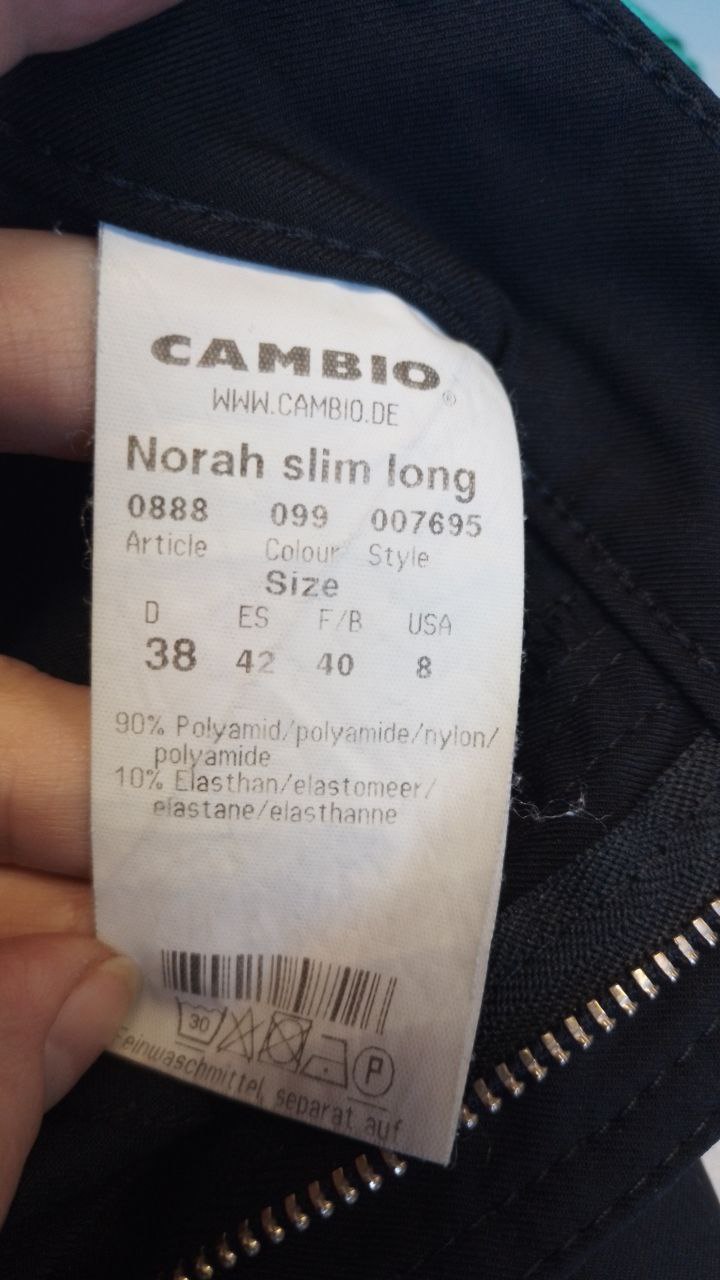 CAMBIO®
WWW.CAMBIO.DE
Norah slim long
0888 099 007695
Article Colour Style
Size
D ES F/B USA
38 42 40 8
90% Polyamid/polyamide/nylon/
polyamide
10% Elasthan/elastomeer/
elastane/elasthanne
30 P
Feinwaschmittel, separat auf